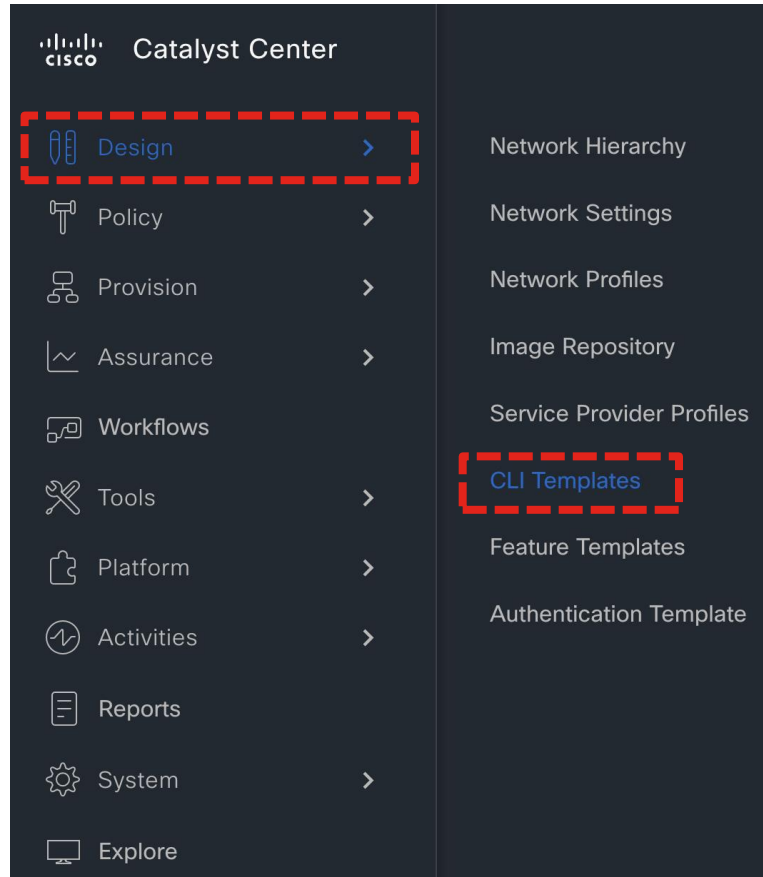 cisco Catalyst Center
Design
Policy
Provision
Assurance
Workflows
Tools
Platform
Activities
Reports
System
Explore
Network Hierarchy
Network Settings
Network Profiles
Image Repository
Service Provider Profiles
CLI Templates
Feature Templates
Authentication Template